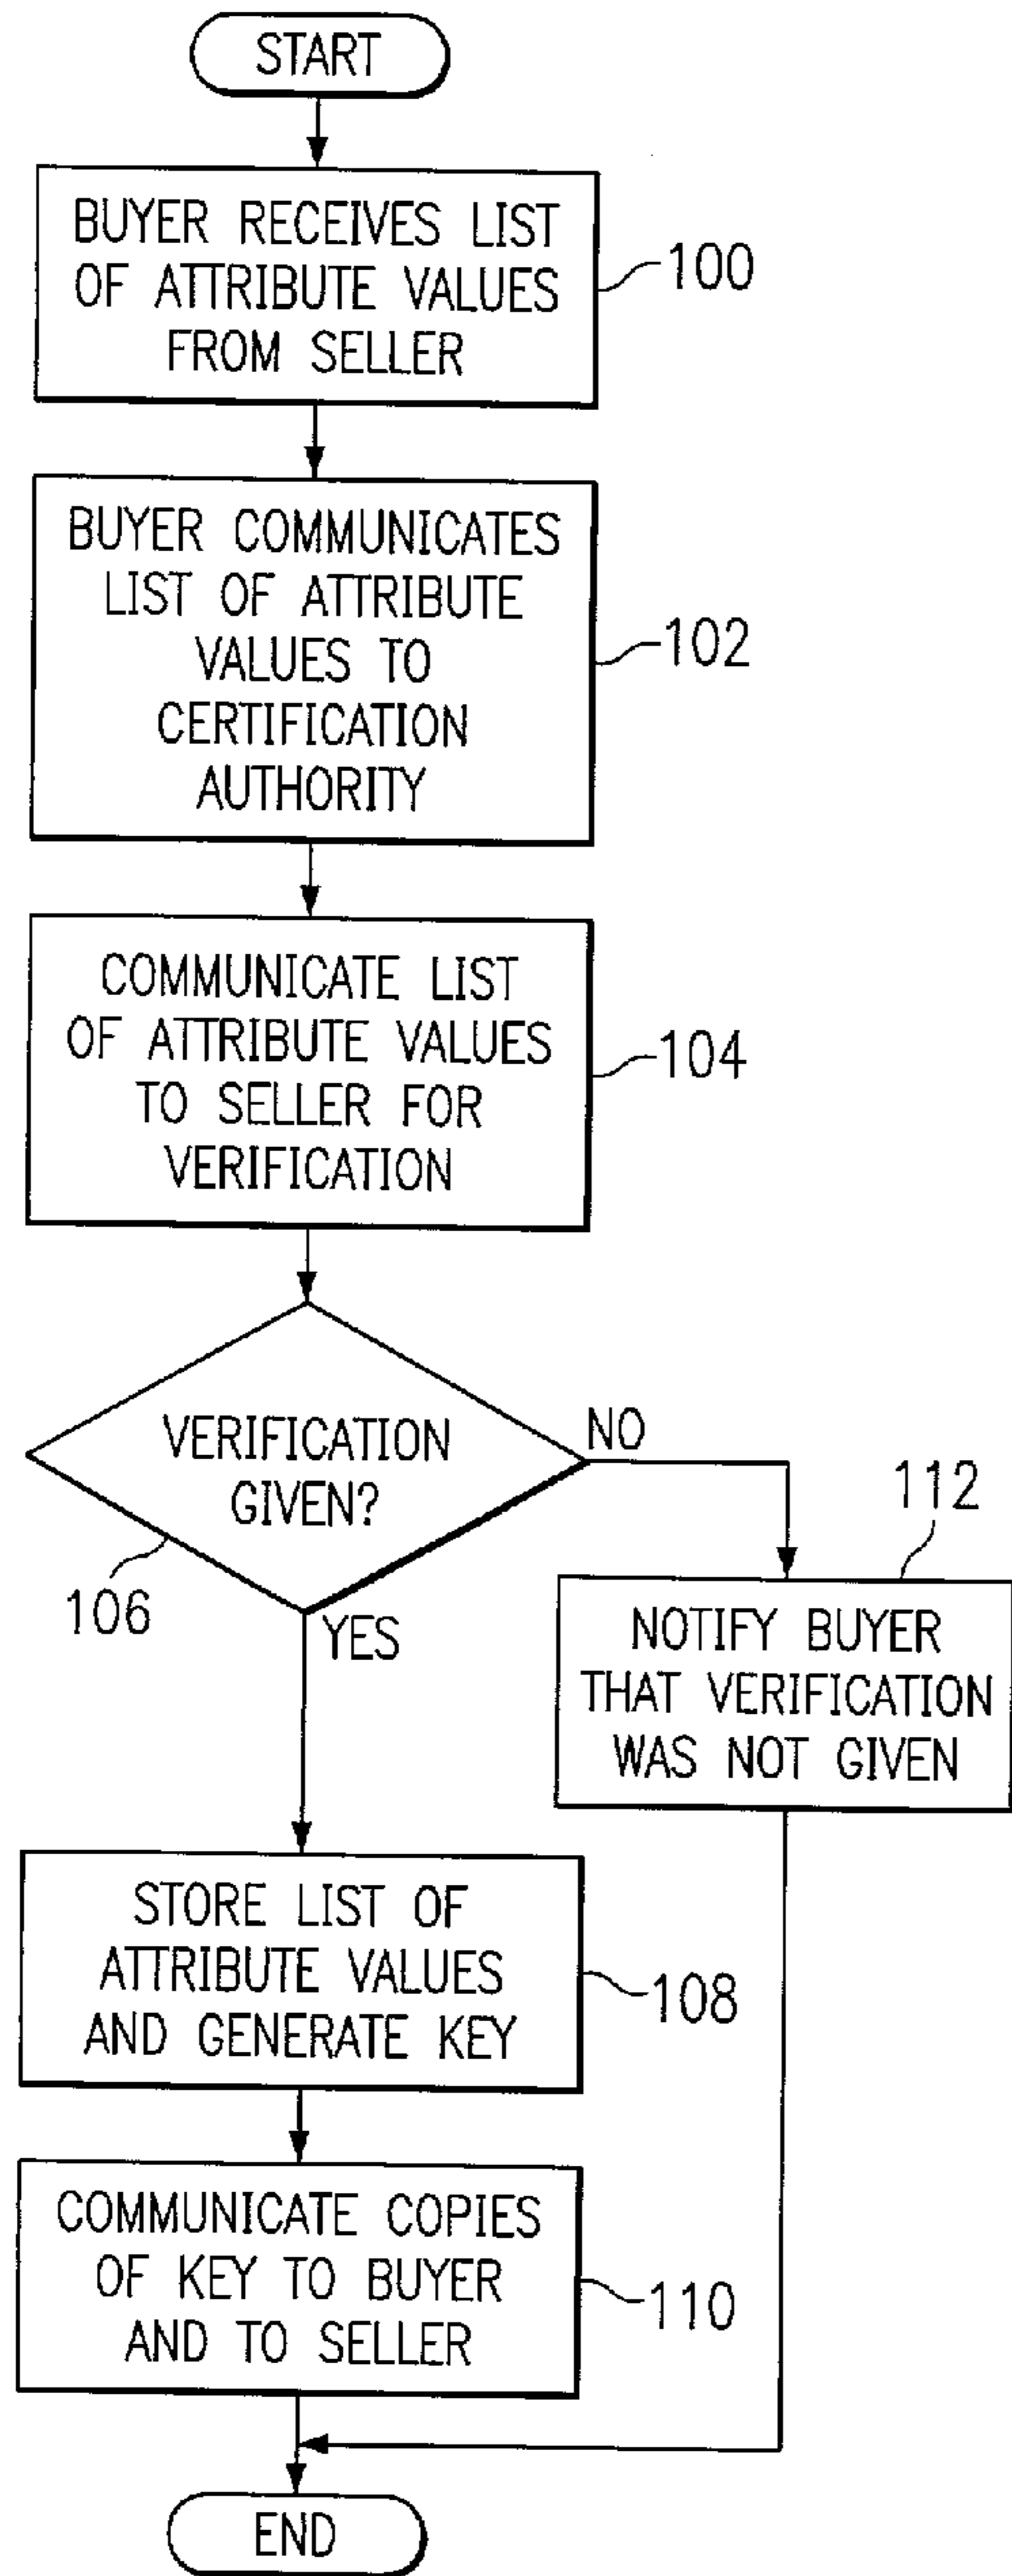 START
BUYER RECEIVES LIST
OF ATTRIBUTE VALUES
FROM SELLER
100
BUYER COMMUNICATES
LIST OF ATTRIBUTE
VALUES TO
CERTIFICATION
AUTHORITY
102
COMMUNICATE LIST
OF ATTRIBUTE VALUES
TO SELLER FOR
VERIFICATION
104
VERIFICATION
GIVEN?
106
NO
YES
112
NOTIFY BUYER
THAT VERIFICATION
WAS NOT GIVEN
STORE LIST OF
ATTRIBUTE VALUES
AND GENERATE KEY
108
COMMUNICATE COPIES
OF KEY TO BUYER
AND TO SELLER
110
END